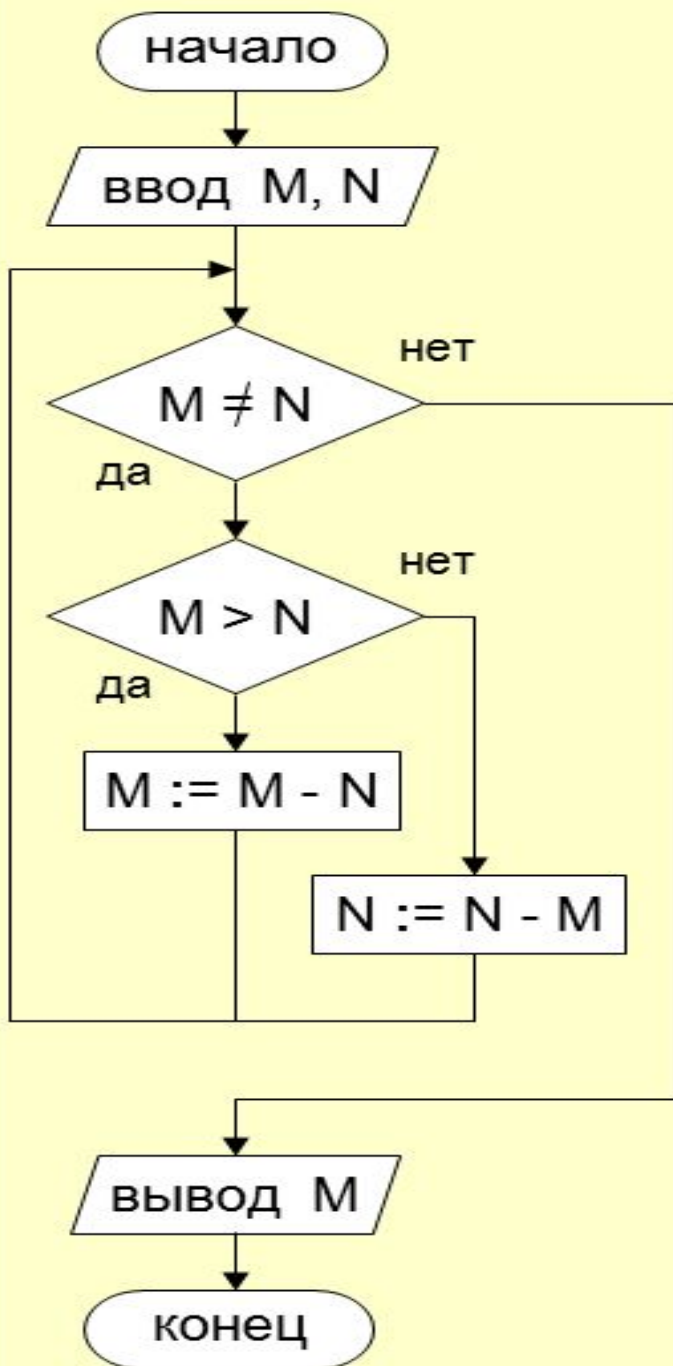 начало
ввод M, N
нет
M ≠ N
да
нет
M > N
да
M := M - N
N := N - M
вывод M
конец